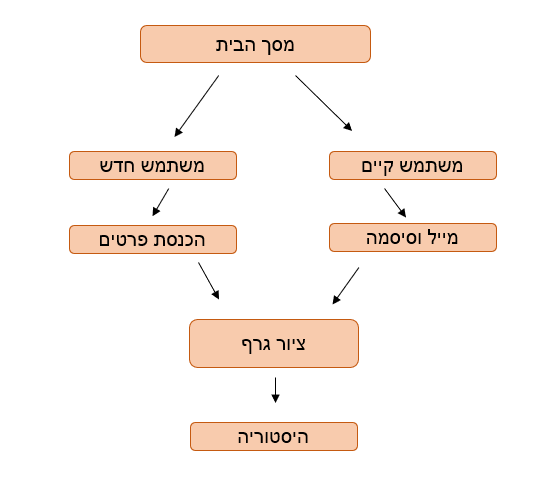 מסך הבית
משתמש קיים
משתמש חדש
מייל וסיסמה
הכנסת פרטים
ציור גרף
היסטוריה